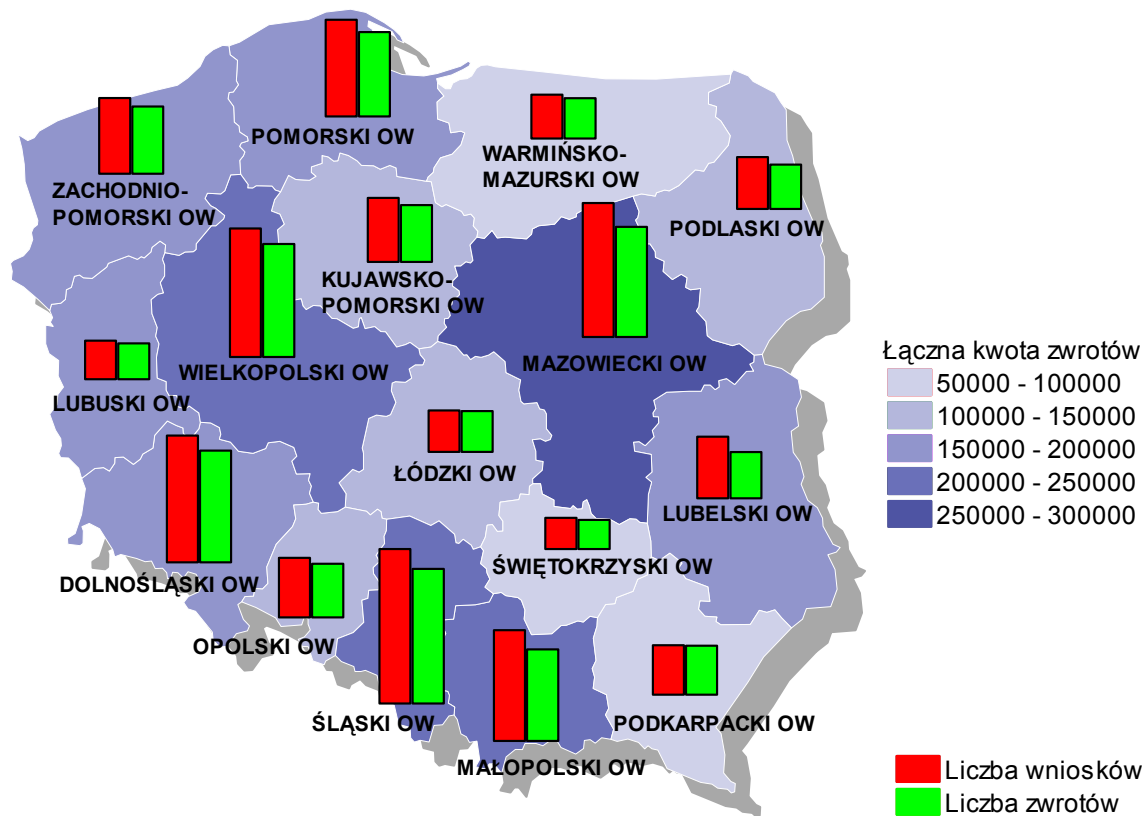 POMORSKI OW
WARMIŃSKO-
MAZURSKI OW
ZACHODNIO-
POMORSKI OW
PODLASKI OW
KUJAWSKO-
POMORSKI OW
MAZOWIECKI OW
WIELKOPOLSKI OW
LUBUSKI OW
ŁÓDZKI OW
LUBELSKI OW
ŚWIĘTOKRZYSKI OW
DOLNOŚLĄSKI OW
OPOLSKI OW
ŚLĄSKI OW
PODKARPACKI OW
MAŁOPOLSKI OW
Łączna kwota zwrotów
50000 - 100000
100000 - 150000
150000 - 200000
200000 - 250000
250000 - 300000
Liczba wniosków
Liczba zwrotów